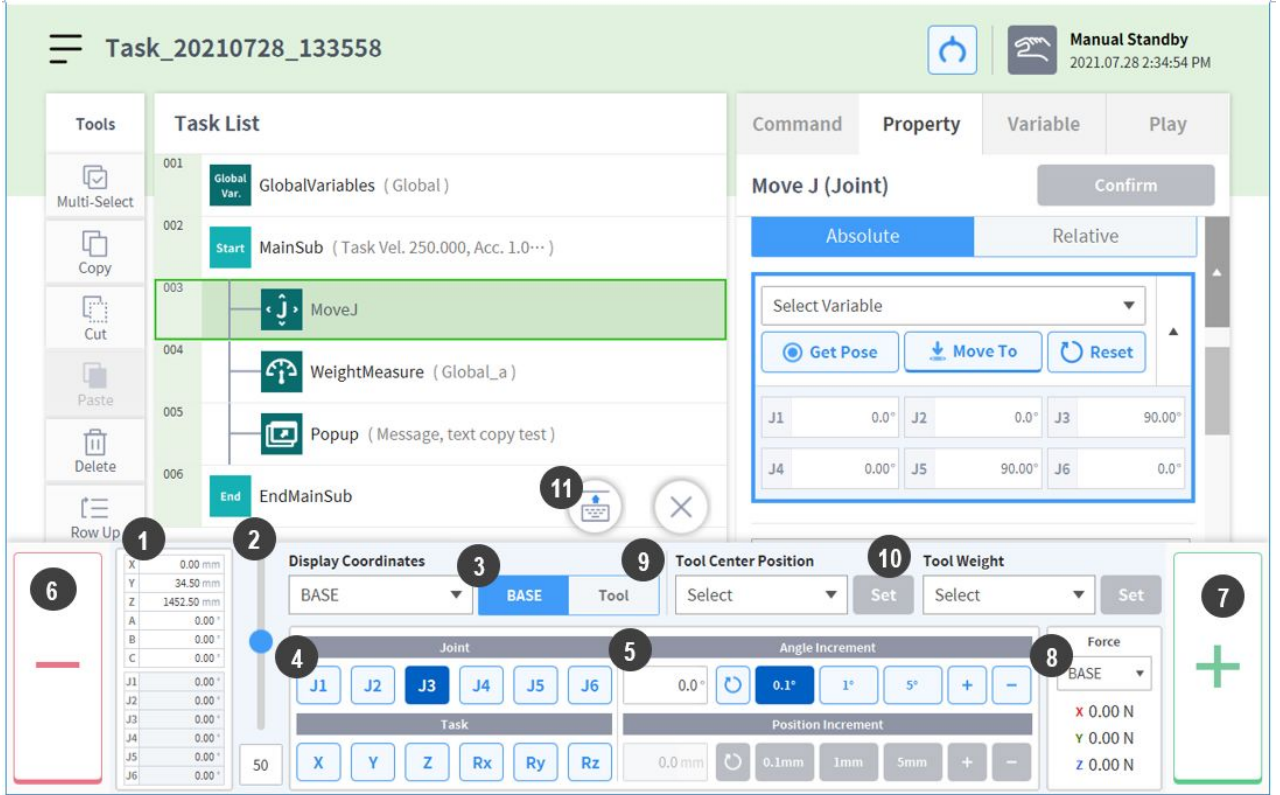 Task_20210728_133558
Manual Standby
2021.07.28 2:34:54 PM
Tools
Multi-Select
Copy
Cut
Paste
Delete
Row Up
Task List
001
Global Var.
GlobalVariables (Global)
002
Start
MainSub (Task Vel. 250.000, Acc. 1.0⋯)
003
J
MoveJ
004
WeightMeasure (Global_a)
005
Popup (Message, text copy test)
006
End
EndMainSub
Command Property Variable Play
Move J (Joint)
Confirm
Absolute Relative
Select Variable
Get Pose Move To Reset
J1 0.0° J2 0.0° J3 90.00°
J4 0.00° J5 90.00° J6 0.0°
11
6
1
X 0.00 mm
Y 34.50 mm
Z 1452.50 mm
A 0.00 °
B 0.00 °
C 0.00 °
J1 0.00 °
J2 0.00 °
J3 0.00 °
J4 0.00 °
J5 0.00 °
J6 0.00 °
2
50
Display Coordinates
BASE
3
BASE Tool
9
Tool Center Position
Select
10
Set
Tool Weight
Select
Set
4
Joint
J1 J2 J3 J4 J5 J6
Task
X Y Z Rx Ry Rz
5
Angle Increment
0.0 ° 0.1° 1° 5° + −
Position Increment
0.0 mm 0.1mm 1mm 5mm + −
8
Force
BASE
X 0.00 N
Y 0.00 N
Z 0.00 N
7